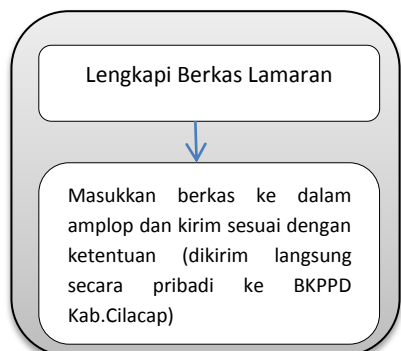 Lengkapi Berkas Lamaran
Masukkan berkas ke dalam
amplop dan kirim sesuai dengan
ketentuan (dikirim langsung
secara pribadi ke BKPPD
Kab.Cilacap)